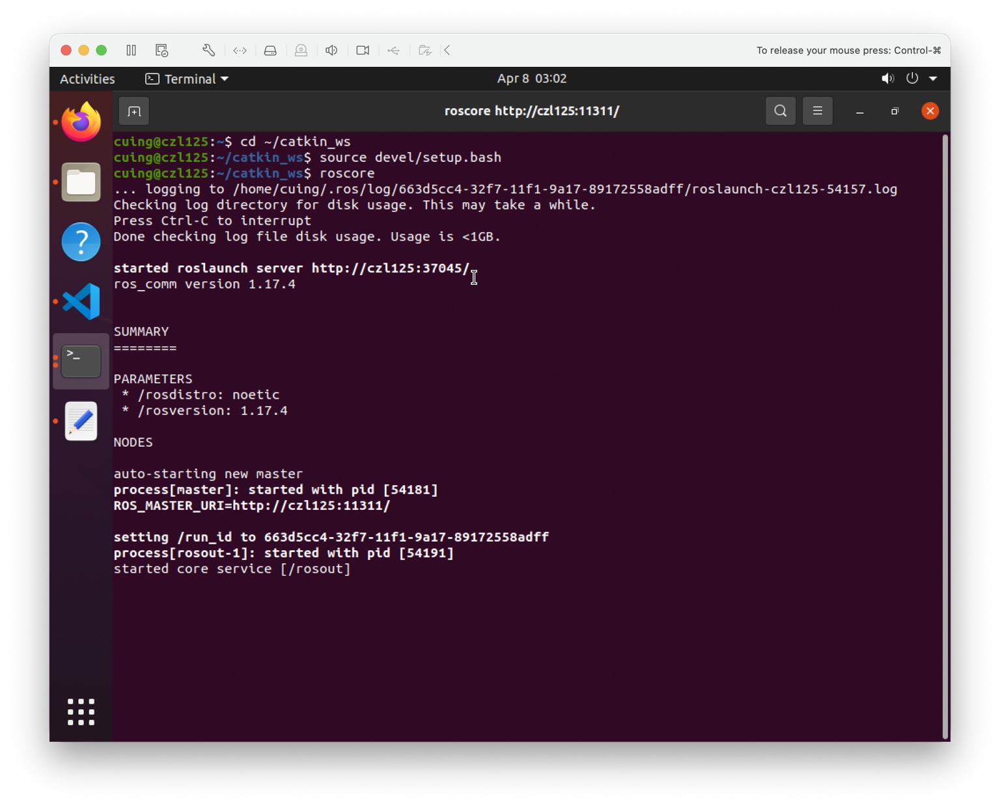 To release your mouse press: Control-⌘
Activities
Terminal
Apr 8 03:02
roscore http://czl125:11311/
cuing@czl125:~$ cd ~/catkin_ws
cuing@czl125:~/catkin_ws$ source devel/setup.bash
cuing@czl125:~/catkin_ws$ roscore
... logging to /home/cuing/.ros/log/663d5cc4-32f7-11f1-9a17-89172558adff/roslaunch-czl125-54157.log
Checking log directory for disk usage. This may take a while.
Press Ctrl-C to interrupt
Done checking log file disk usage. Usage is <1GB.
started roslaunch server http://czl125:37045/
ros_comm version 1.17.4
SUMMARY
========
PARAMETERS
 * /rosdistro: noetic
 * /rosversion: 1.17.4
NODES
auto-starting new master
process[master]: started with pid [54181]
ROS_MASTER_URI=http://czl125:11311/
setting /run_id to 663d5cc4-32f7-11f1-9a17-89172558adff
process[rosout-1]: started with pid [54191]
started core service [/rosout]